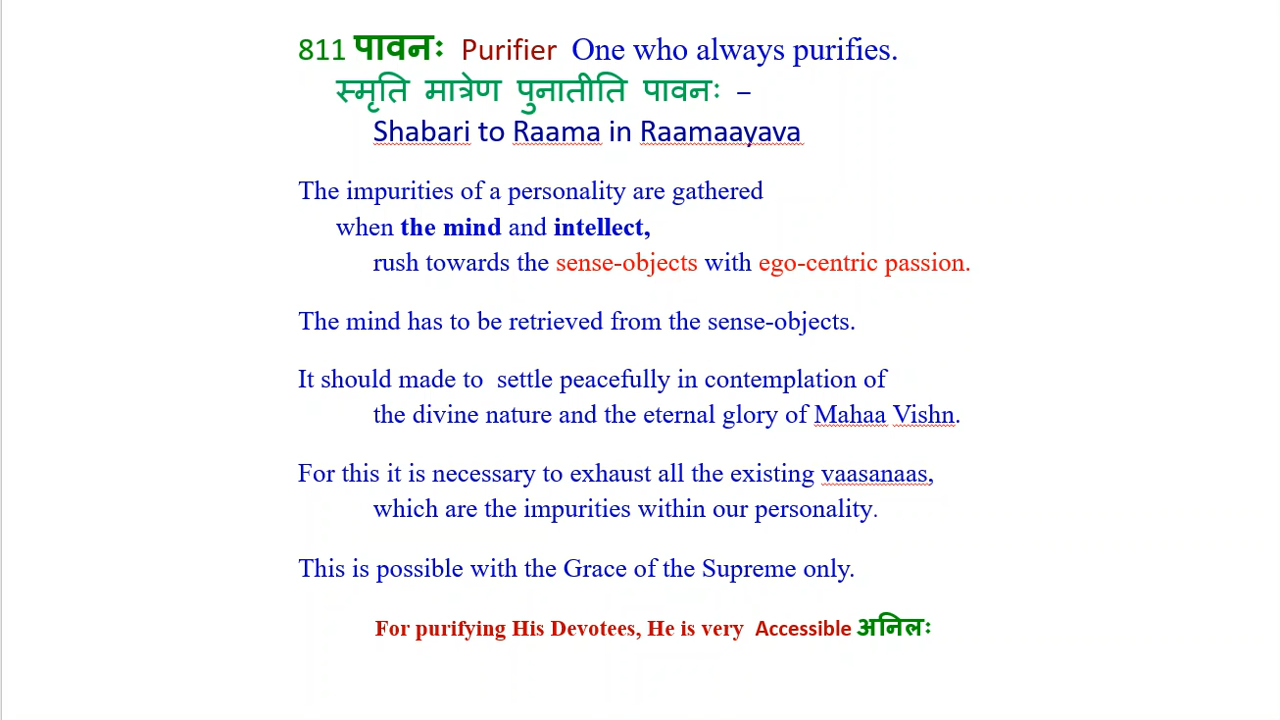 811 पावनः Purifier One who always purifies.
स्मृति मात्रेण पुनातीति पावनः –
Shabari to Raama in Raamaayava
The impurities of a personality are gathered
when the mind and intellect,
rush towards the sense-objects with ego-centric passion.
The mind has to be retrieved from the sense-objects.
It should made to settle peacefully in contemplation of
the divine nature and the eternal glory of Mahaa Vishn.
For this it is necessary to exhaust all the existing vaasanaas,
which are the impurities within our personality.
This is possible with the Grace of the Supreme only.
For purifying His Devotees, He is very Accessible अनिलः